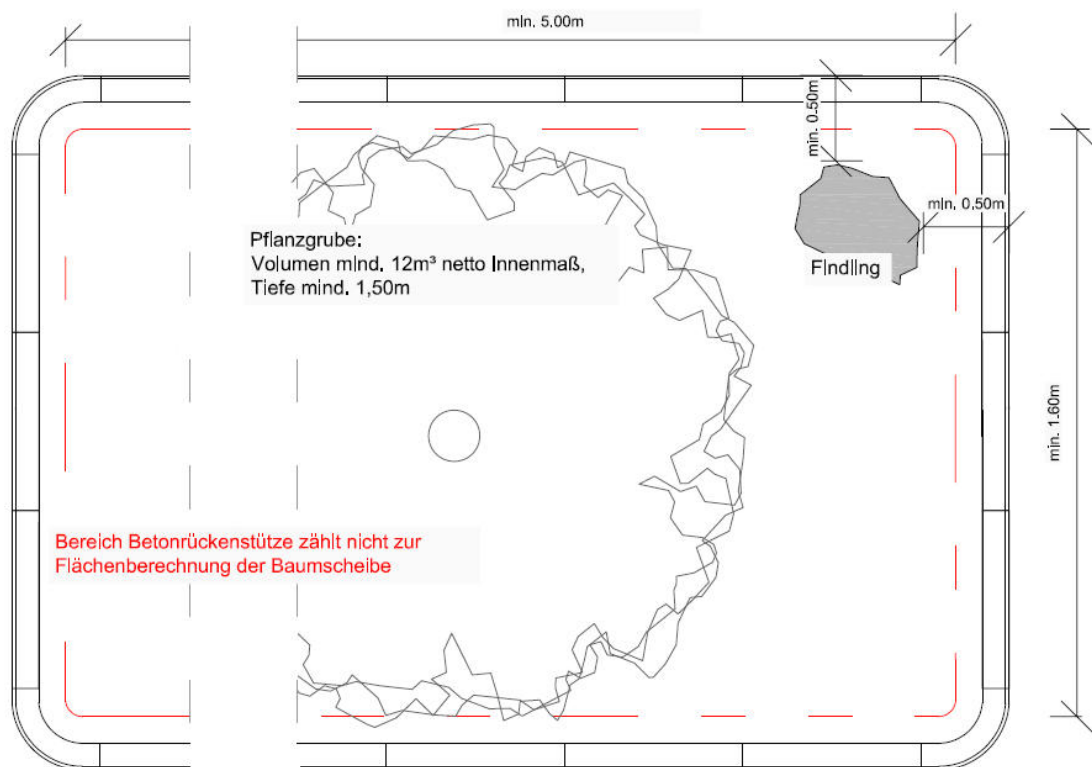 min. 5.00m
min. 0.50m
min. 0.50m
Findling
Pflanzgrube:
Volumen mind. 12m³ netto Innenmaß,
Tiefe mind. 1,50m
min. 1.60m
Bereich Betonrückenstütze zählt nicht zur
Flächenberechnung der Baumscheibe